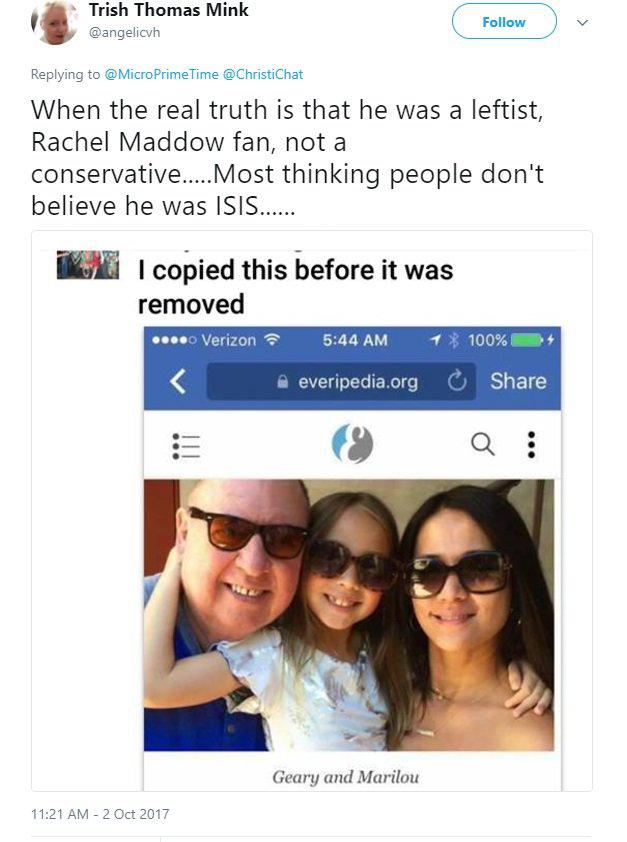 Trish Thomas Mink
@angelicvh
Follow
Replying to @MicroPrimeTime @ChristiChat
When the real truth is that he was a leftist,
Rachel Maddow fan, not a
conservative.....Most thinking people don't
believe he was ISIS......
I copied this before it was
removed
Verizon 5:44 AM 100%
everipedia.org Share
Geary and Marilou
11:21 AM - 2 Oct 2017